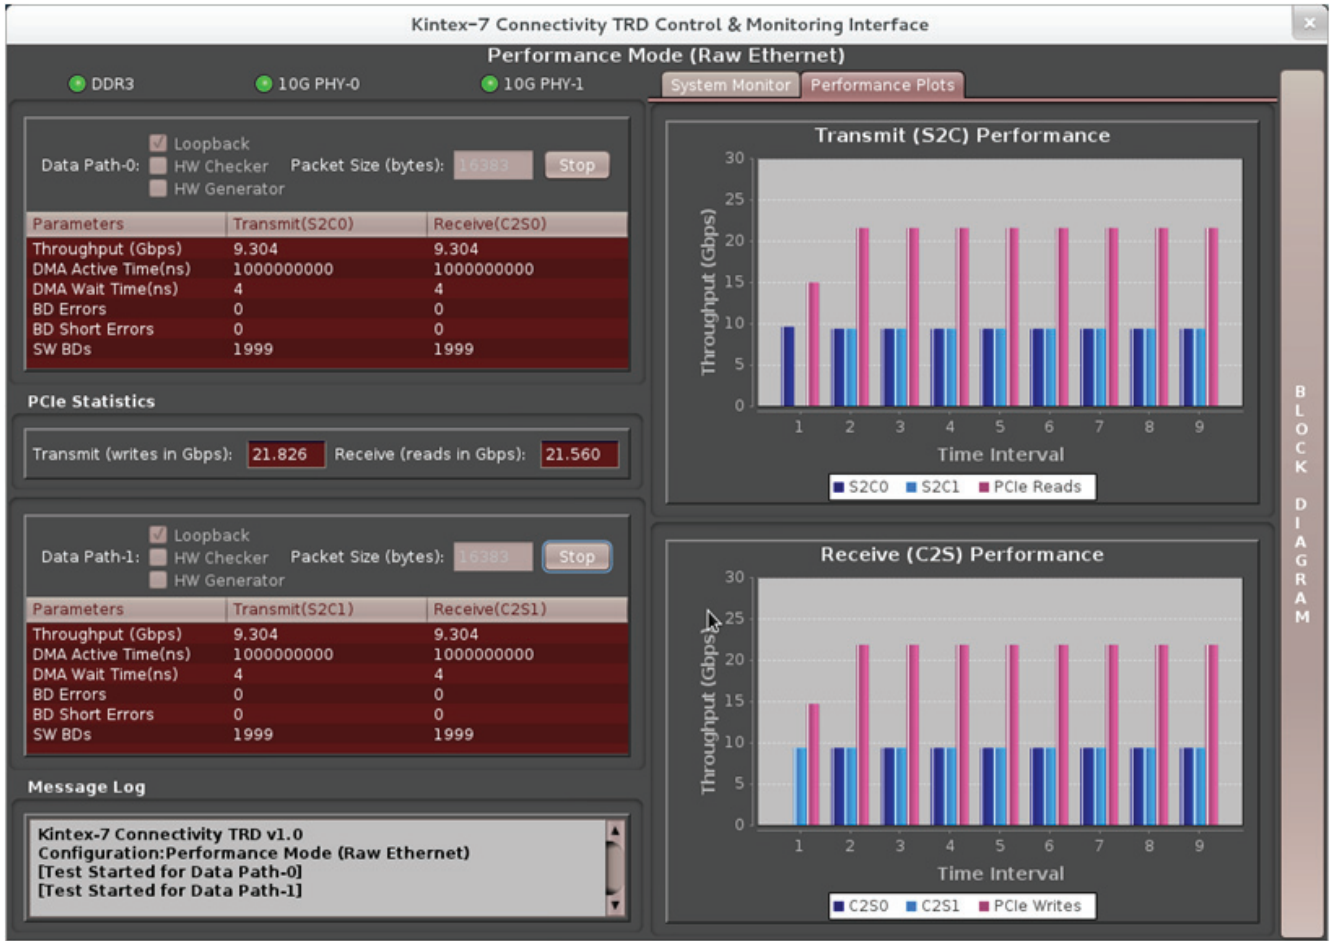 Kintex-7 Connectivity TRD Control & Monitoring Interface
Performance Mode (Raw Ethernet)
DDR3 10G PHY-0 10G PHY-1
System Monitor Performance Plots
Loopback
Data Path-0: HW Checker Packet Size (bytes): 16383 Stop
HW Generator
Parameters Transmit(S2C0) Receive(C2S0)
Throughput (Gbps) 9.304 9.304
DMA Active Time(ns) 1000000000 1000000000
DMA Wait Time(ns) 4 4
BD Errors 0 0
BD Short Errors 0 0
SW BDs 1999 1999
PCIe Statistics
Transmit (writes in Gbps): 21.826 Receive (reads in Gbps): 21.560
Loopback
Data Path-1: HW Checker Packet Size (bytes): 16383 Stop
HW Generator
Parameters Transmit(S2C1) Receive(C2S1)
Throughput (Gbps) 9.304 9.304
DMA Active Time(ns) 1000000000 1000000000
DMA Wait Time(ns) 4 4
BD Errors 0 0
BD Short Errors 0 0
SW BDs 1999 1999
Message Log
Kintex-7 Connectivity TRD v1.0
Configuration:Performance Mode (Raw Ethernet)
[Test Started for Data Path-0]
[Test Started for Data Path-1]
Transmit (S2C) Performance
Throughput (Gbps)
30
25
20
15
10
5
0
1 2 3 4 5 6 7 8 9
Time Interval
S2C0 S2C1 PCIe Reads
Receive (C2S) Performance
Throughput (Gbps)
30
25
20
15
10
5
0
1 2 3 4 5 6 7 8 9
Time Interval
C2S0 C2S1 PCIe Writes
BLOCK DIAGRAM